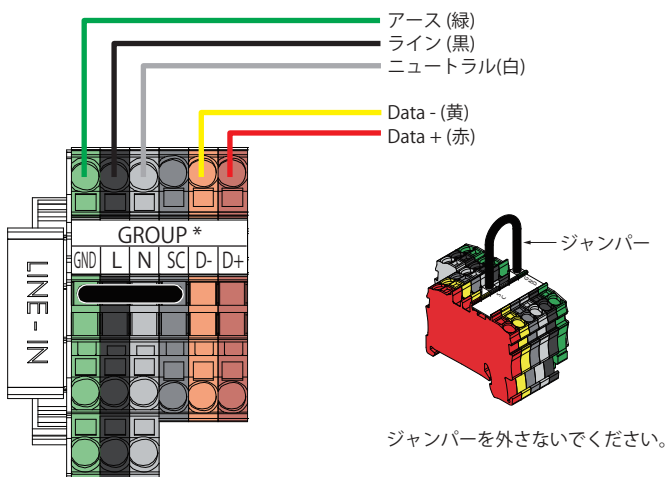 アース (緑)
ライン (黒)
ニュートラル(白)
Data - (黄)
Data + (赤)
GROUP *
GND L N SC D- D+
LINE- IN
ジャンパー
ジャンパーを外さないでください。